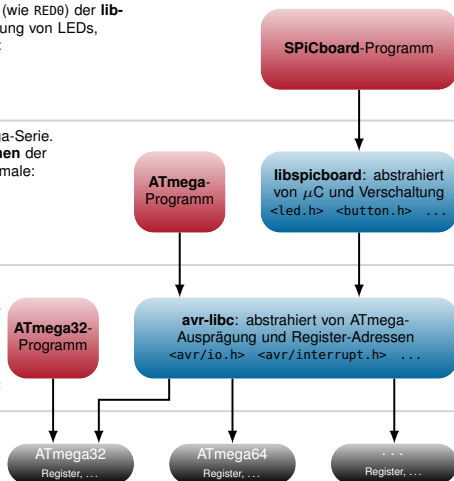 (wie RED0) der lib-
ung von LEDs,
SPiCboard-Programm
ga-Serie.
nen der
male:
ATmega-
Programm
libspicboard: abstrahiert
von µC und Verschaltung
<led.h> <button.h> ...
ATmega32-
Programm
avr-libc: abstrahiert von ATmega-
Ausprägung und Register-Adressen
<avr/io.h> <avr/interrupt.h> ...
ATmega32
Register, ...
ATmega64
Register, ...
...
Register, ...